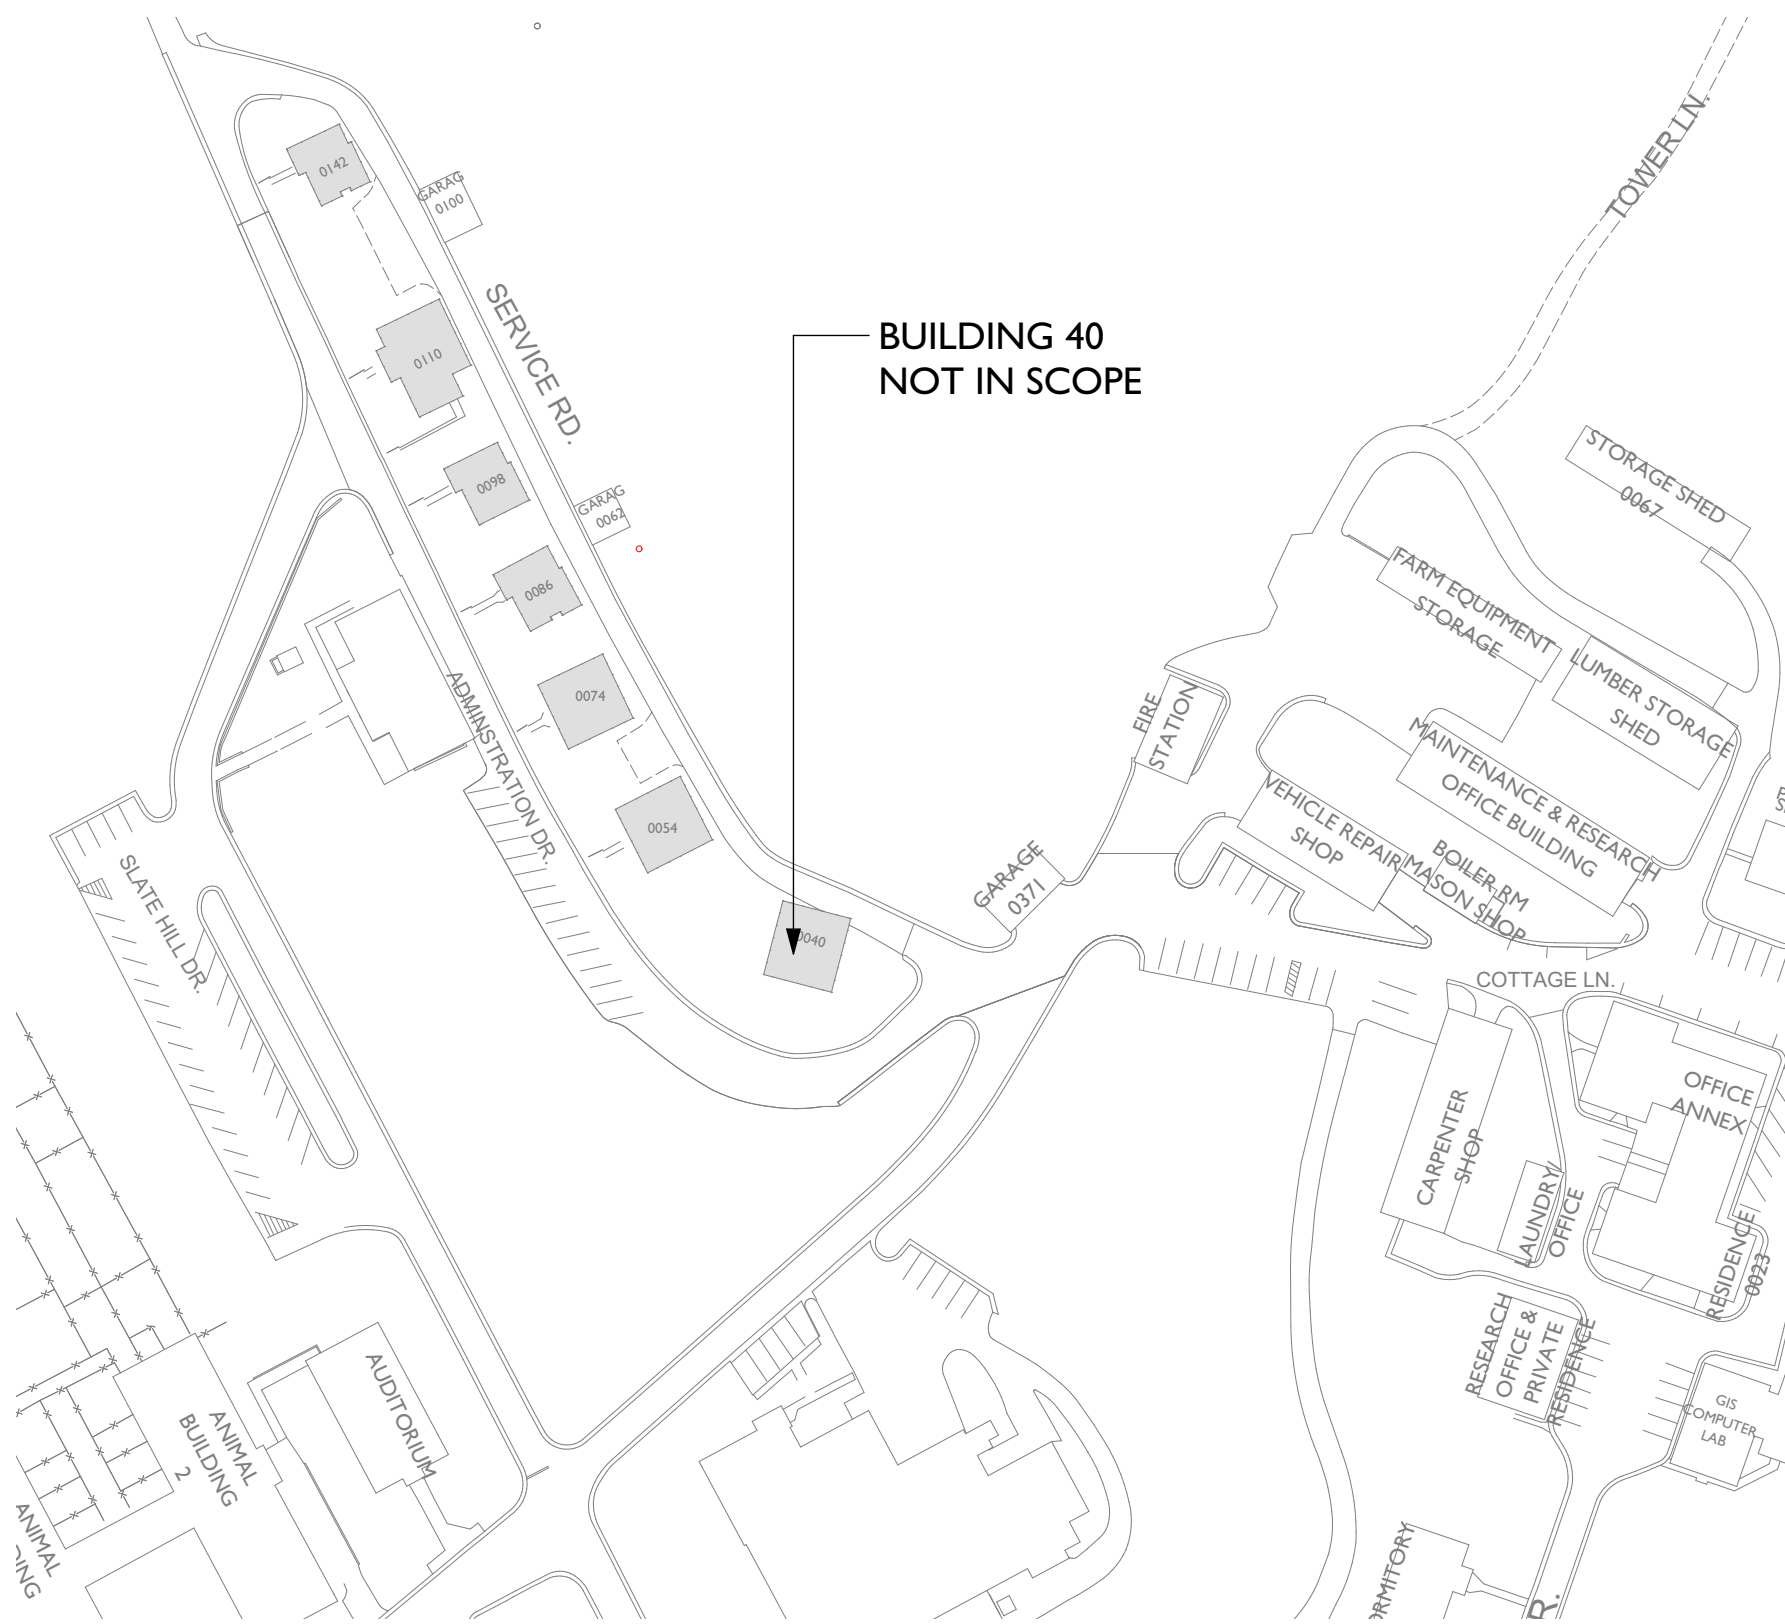 TOWER LN.
0142
GARAG
0100
SERVICE RD.
BUILDING 40
NOT IN SCOPE
0110
STORAGE SHED
0067
0098
GARAG
0062
FARM EQUIPMENT
STORAGE
0086
LUMBER STORAGE
SHED
ADMINSTRATION DR.
0074
FIRE
STATION
MAINTENANCE & RESEARCH
OFFICE BUILDING
VEHICLE REPAIR
SHOP
0054
BOILER RM
MASON SHOP
GARAGE
0371
SLATE HILL DR.
0040
COTTAGE LN.
OFFICE
ANNEX
CARPENTER
SHOP
LAUNDRY/
OFFICE
RESIDENCE
0023
RESEARCH
OFFICE &
PRIVATE
RESIDENCE
GIS
COMPUTER
LAB
AUDITORIUM
ANIMAL
BUILDING
2
ANIMAL
DING
ORMITORY
R.